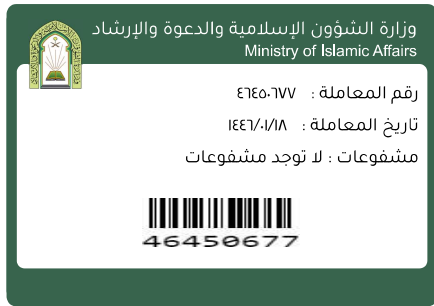 وزارة الشؤون الإسلامية والدعوة والإرشاد
Ministry of Islamic Affairs
رقم المعاملة : ٤٦٤٥٠٦٧٧
تاريخ المعاملة : ١٤٤٦/٠١/١٨
مشفوعات : لا توجد مشفوعات
46450677